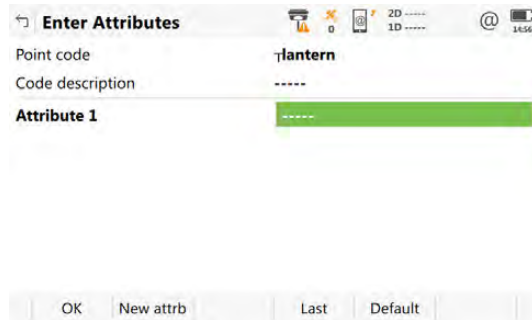 Enter Attributes
0
2D -----
1D -----
@
14:56
Point code
lantern
Code description
-----
Attribute 1
-----
OK New attrb Last Default